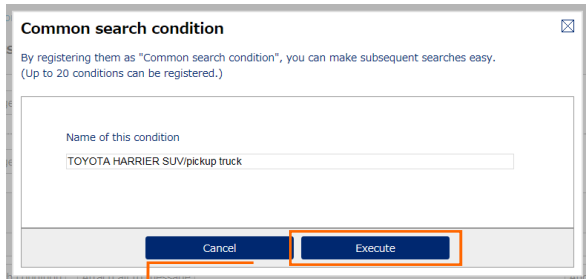 Common search condition
By registering them as "Common search condition", you can make subsequent searches easy.
(Up to 20 conditions can be registered.)
Name of this condition
TOYOTA HARRIER SUV/pickup truck
Cancel
Execute